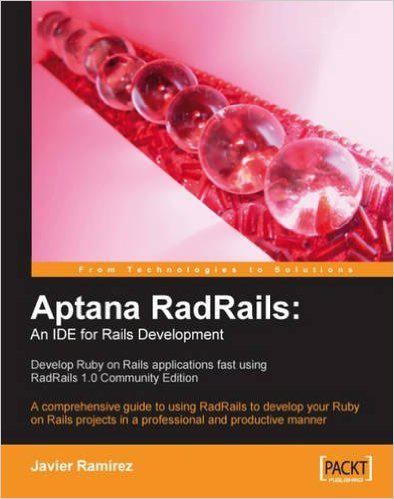 From Technologies to Solutions
Aptana RadRails:
An IDE for Rails Development
Develop Ruby on Rails applications fast using
RadRails 1.0 Community Edition
A comprehensive guide to using RadRails to develop your Ruby
on Rails projects in a professional and productive manner
Javier Ramírez
PACKT
PUBLISHING